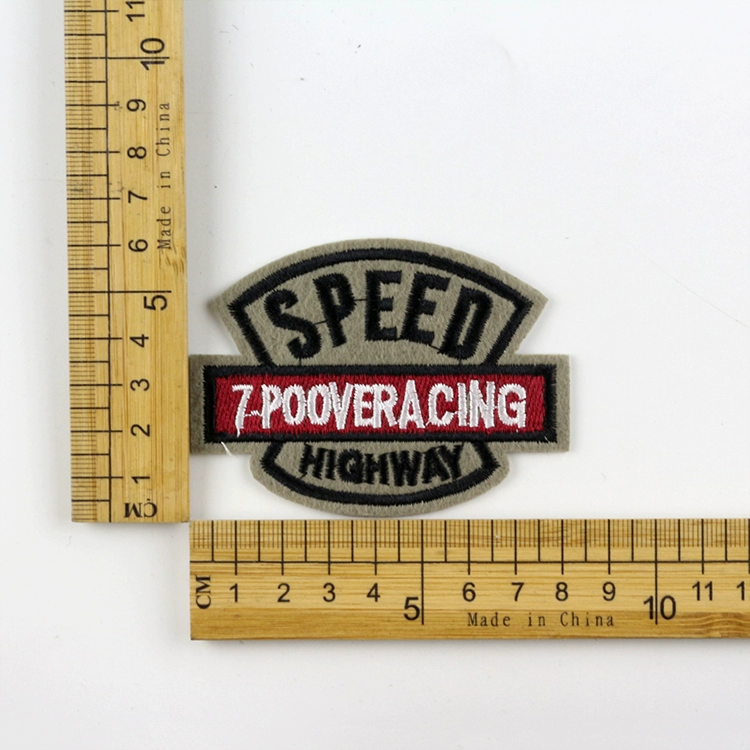 SPEED
7-POOVERACING
HIGHWAY
11
10
9
8
7
6
5
4
3
2
1
CM
Made in China
CM 1 2 3 4 5 6 7 8 9 10 11 1
Made in China